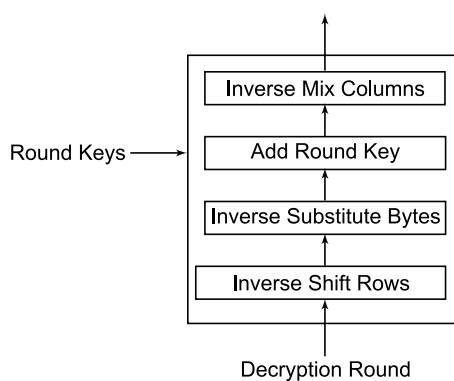 Inverse Mix Columns
Round Keys
Add Round Key
Inverse Substitute Bytes
Inverse Shift Rows
Decryption Round